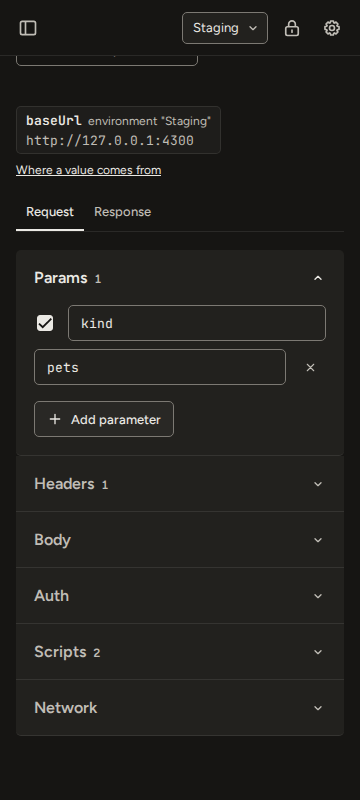 Staging
baseUrl environment "Staging"
http://127.0.0.1:4300
Where a value comes from
Request Response
Params 1
kind
pets
Add parameter
Headers 1
Body
Auth
Scripts 2
Network